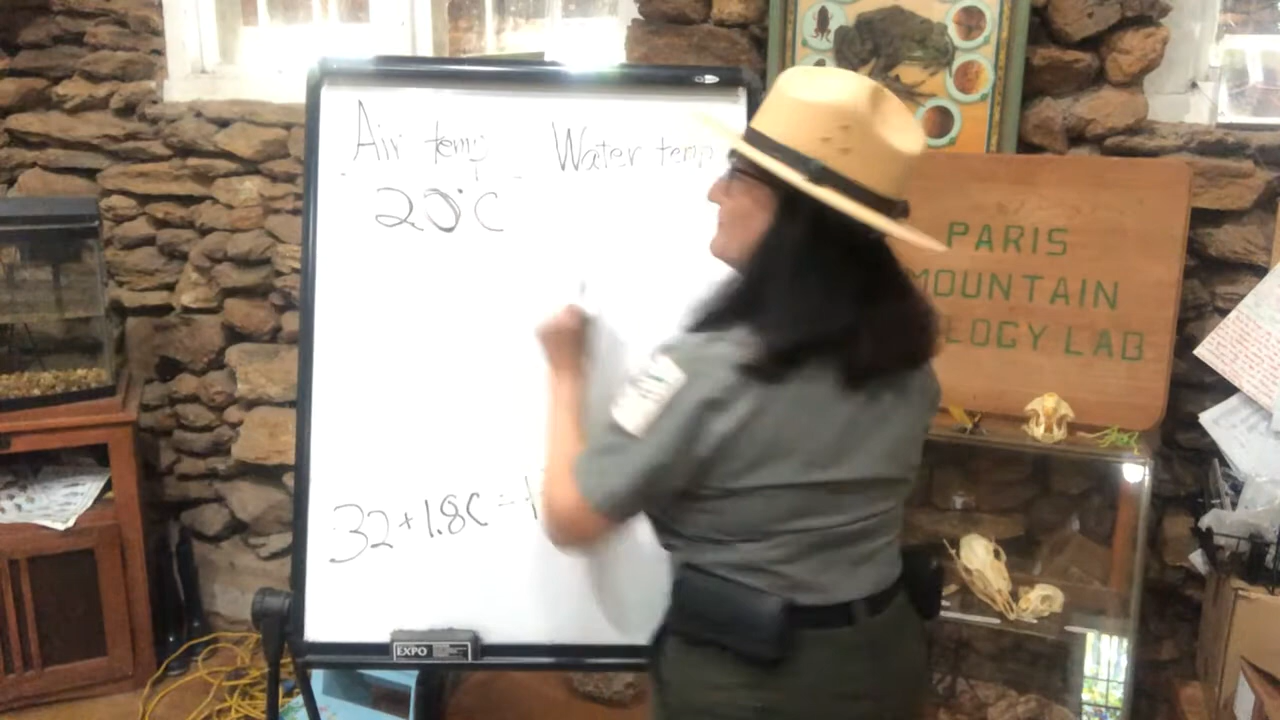 Air temp
Water temp
20°C
32 + 1.8C =
EXPO
PARIS
MOUNTAIN
LOGY LAB